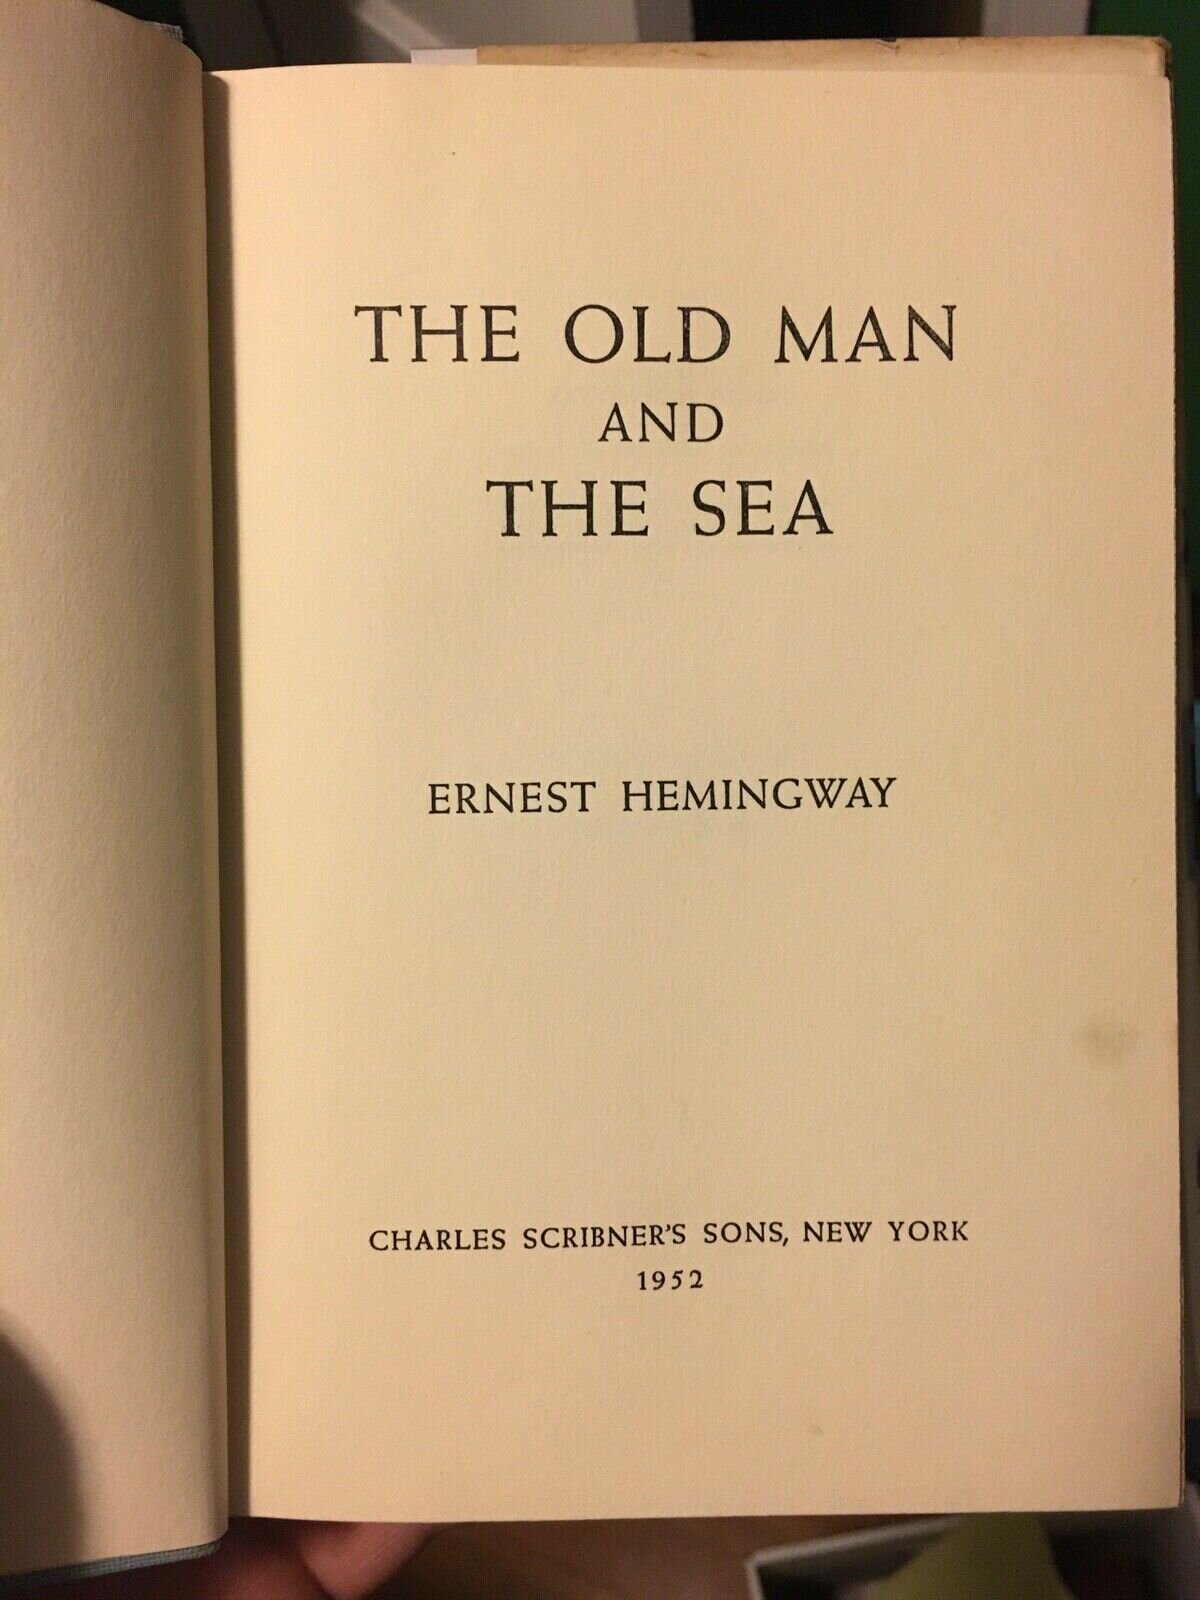 THE OLD MAN
AND
THE SEA
ERNEST HEMINGWAY
CHARLES SCRIBNER'S SONS, NEW YORK
1952